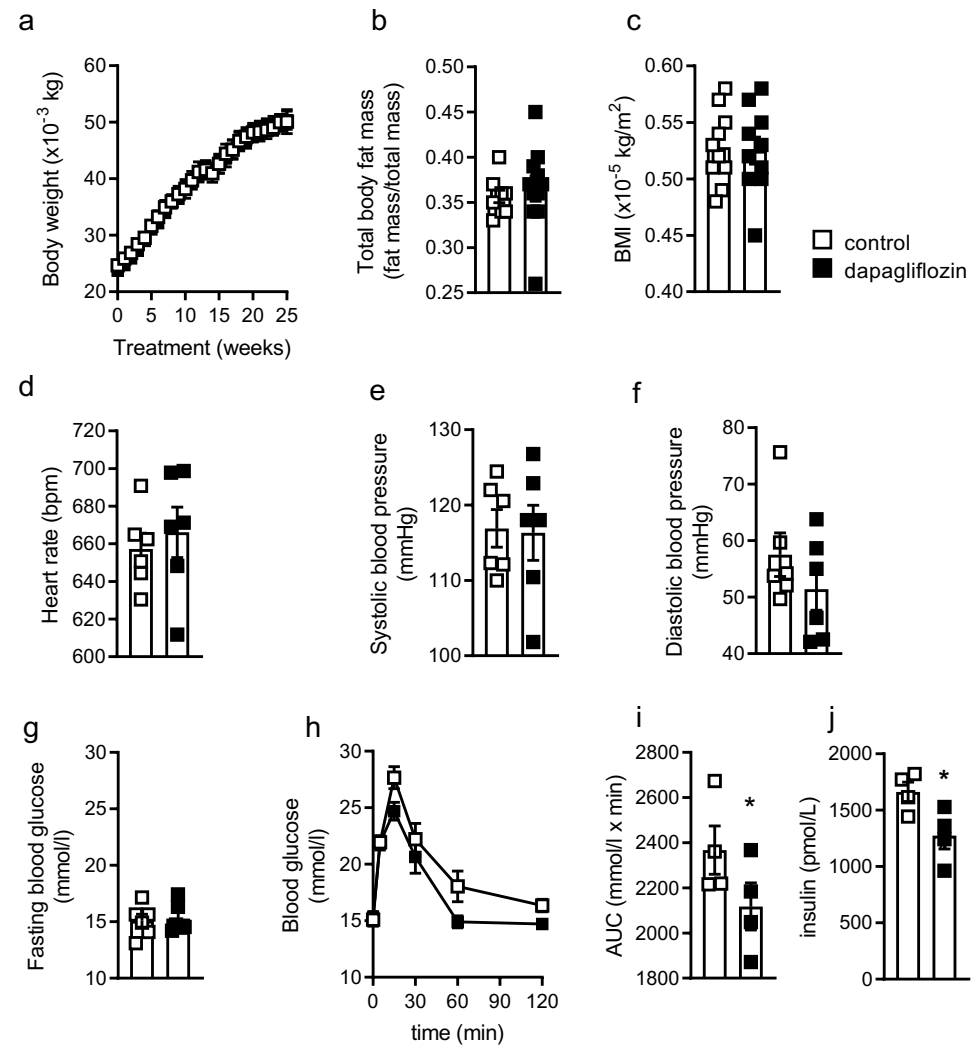 a
b
c
60
50
40
30
20
Body weight (x10⁻³ kg)
0 5 10 15 20 25
Treatment (weeks)
0.50
0.45
0.40
0.35
0.30
0.25
Total body fat mass
(fat mass/total mass)
0.60
0.55
0.50
0.45
0.40
BMI (x10⁻⁵ kg/m²)
control
dapagliflozin
d
e
f
720
700
680
660
640
620
600
Heart rate (bpm)
130
120
110
100
Systolic blood pressure
(mmHg)
80
70
60
50
40
Diastolic blood pressure
(mmHg)
g
h
i
j
30
25
20
15
10
Fasting blood glucose
(mmol/l)
30
25
20
15
10
Blood glucose
(mmol/l)
0 30 60 90 120
time (min)
2800
2600
2400
2200
2000
1800
AUC (mmol/l x min)
*
2000
1500
1000
500
0
insulin (pmol/L)
*